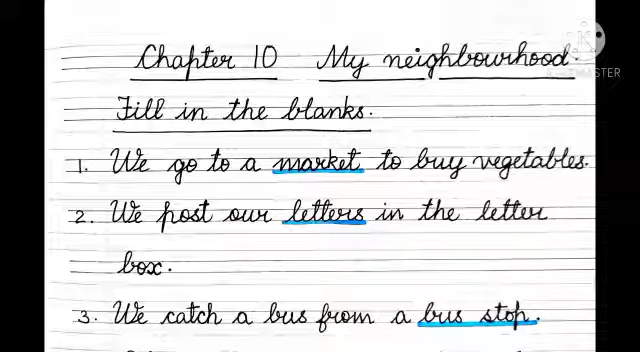 Chapter 10 My neighbourhood.
Fill in the blanks.
1. We go to a market to buy vegetables.
2. We post our letters in the letter
box.
3. We catch a bus from a bus stop.